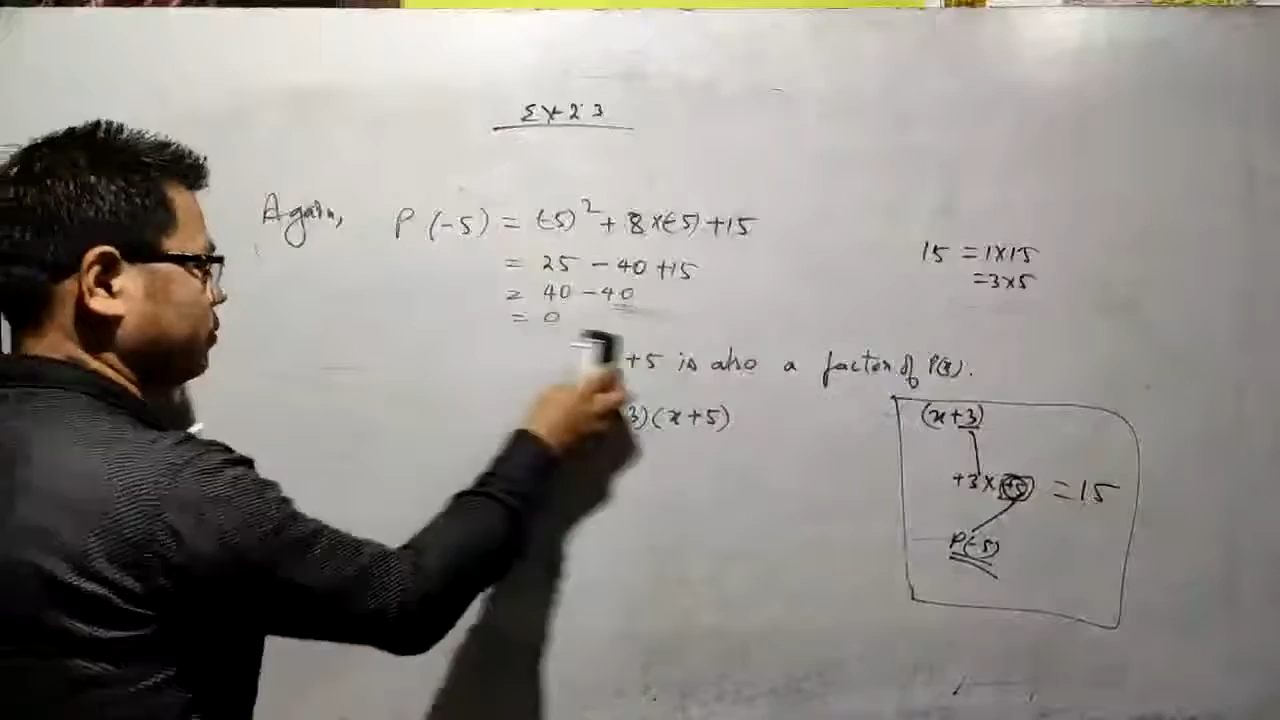 Ex-2.3
Again, P(-5) = (-5)² + 8×(-5)+15
= 25 - 40 +15
= 40 - 40
= 0
+5 is also a factor of P(x).
3)(x+5)
15 = 1×15
= 3×5
(x+3)
+3×(+5) = 15
P(-5)